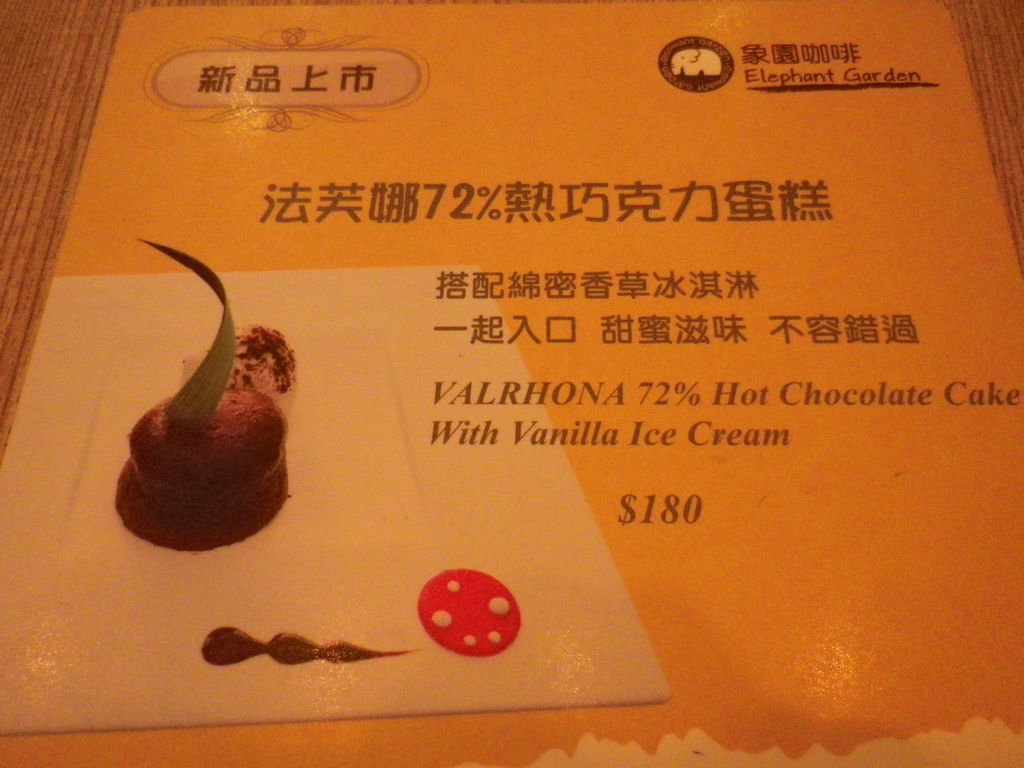 新品上市
象園咖啡
Elephant Garden
法芙娜72%熱巧克力蛋糕
搭配綿密香草冰淇淋
一起入口 甜蜜滋味 不容錯過
VALRHONA 72% Hot Chocolate Cake
With Vanilla Ice Cream
$180